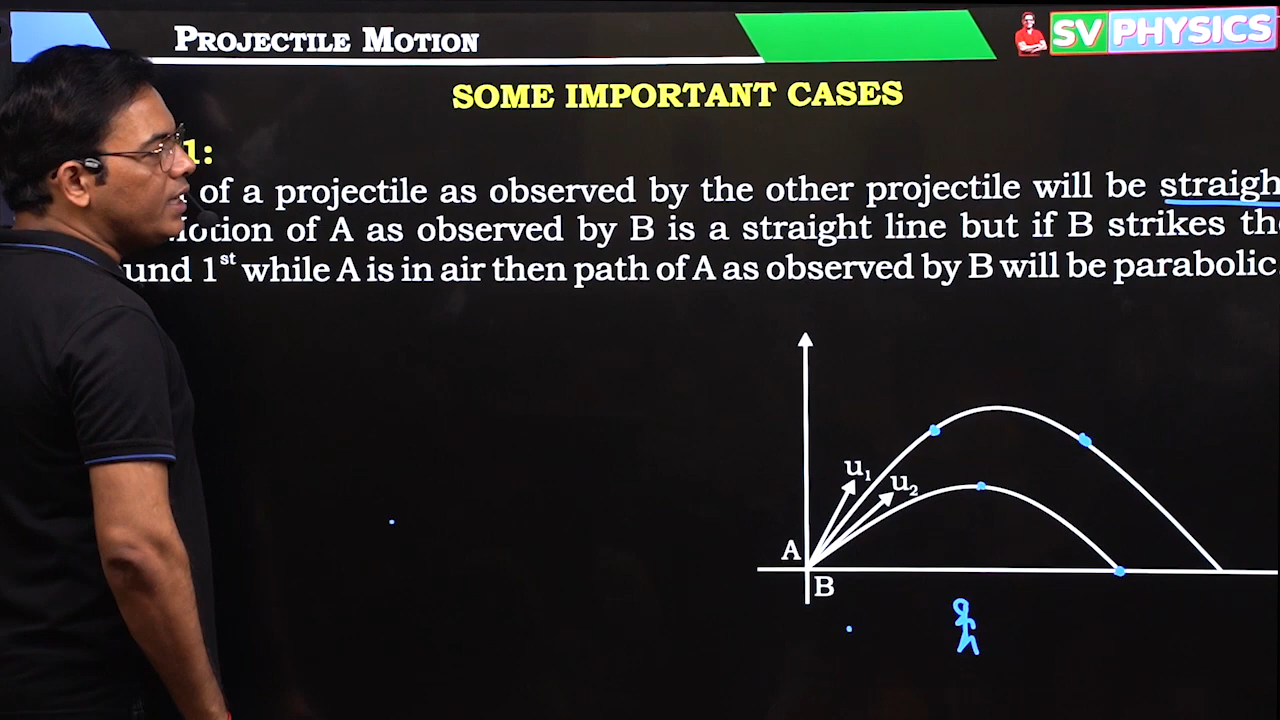 PROJECTILE MOTION
SV PHYSICS
SOME IMPORTANT CASES
1:
of a projectile as observed by the other projectile will be straigh
of A as observed by B is a straight line but if B strikes the
und 1st while A is in air then path of A as observed by B will be parabolic.
u1
u2
A
B